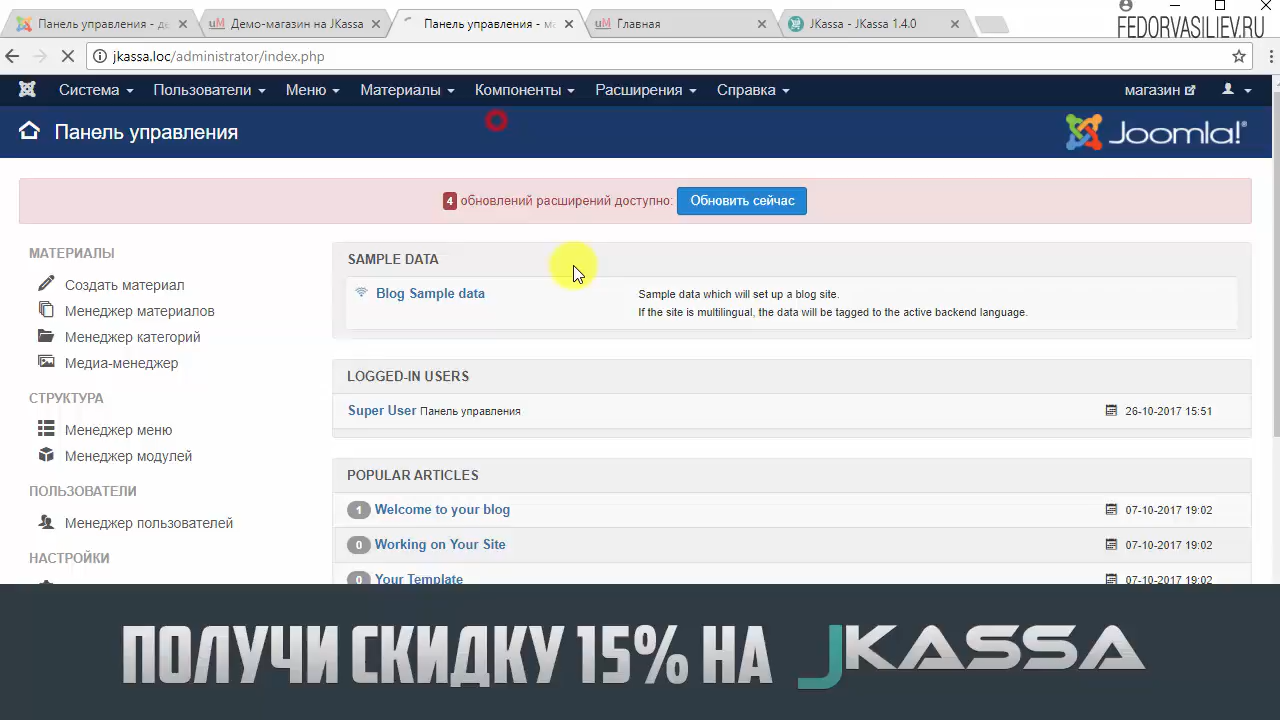 Панель управления - де
Демо-магазин на JKassa
Панель управления - ма
Главная
JKassa - JKassa 1.4.0
FEDORVASILIEV.RU
jkassa.loc/administrator/index.php
Система Пользователи Меню Материалы Компоненты Расширения Справка магазин
Панель управления
Joomla!
4 обновлений расширений доступно: Обновить сейчас
МАТЕРИАЛЫ
Создать материал
Менеджер материалов
Менеджер категорий
Медиа-менеджер
СТРУКТУРА
Менеджер меню
Менеджер модулей
ПОЛЬЗОВАТЕЛИ
Менеджер пользователей
НАСТРОЙКИ
SAMPLE DATA
Blog Sample data
Sample data which will set up a blog site.
If the site is multilingual, the data will be tagged to the active backend language.
LOGGED-IN USERS
Super User Панель управления 26-10-2017 15:51
POPULAR ARTICLES
1 Welcome to your blog 07-10-2017 19:02
0 Working on Your Site 07-10-2017 19:02
0 Your Template 07-10-2017 19:02
ПОЛУЧИ СКИДКУ 15% НА JKASSA